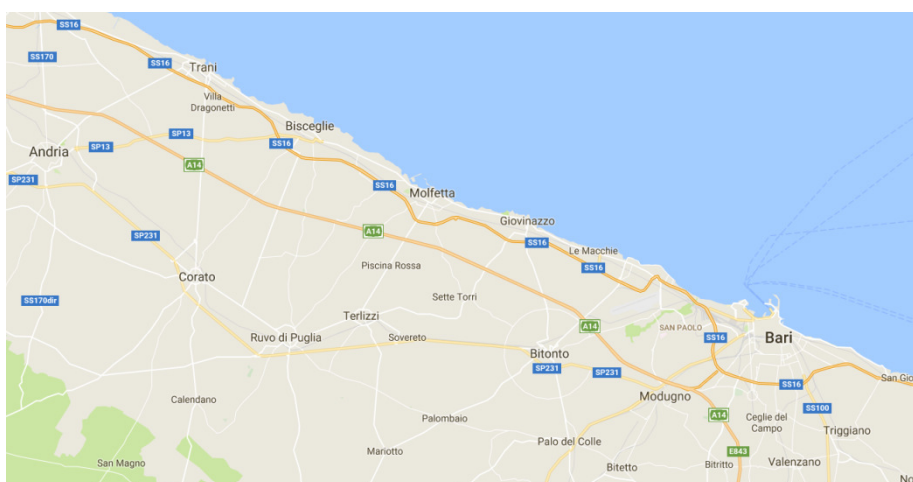 SS16
SS170
SS16
Trani
Villa
Dragonetti
Bisceglie
SP13
SP13
SS16
Andria
A14
SP231
SS16
Molfetta
Giovinazzo
SP231
A14
SS16
Le Macchie
Piscina Rossa
SS16
Corato
SS170dir
Sette Torri
Terlizzi
A14
SAN PAOLO
Ruvo di Puglia
Sovereto
SS16
Bari
Bitonto
SP231
SP231
San Gio
SS16
Calendano
Modugno
SS100
A14
Ceglie del
Campo
Palombaio
Triggiano
Palo del Colle
E843
Mariotto
San Magno
Bitetto
Bitritto
Valenzano
No